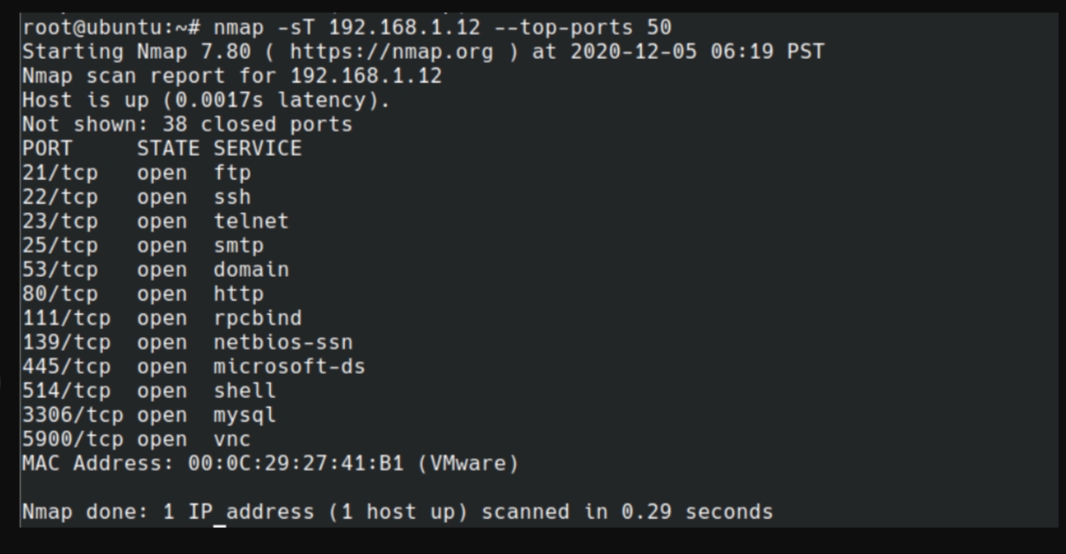 root@ubuntu:~# nmap -sT 192.168.1.12 --top-ports 50
Starting Nmap 7.80 ( https://nmap.org ) at 2020-12-05 06:19 PST
Nmap scan report for 192.168.1.12
Host is up (0.0017s latency).
Not shown: 38 closed ports
PORT     STATE SERVICE
21/tcp   open  ftp
22/tcp   open  ssh
23/tcp   open  telnet
25/tcp   open  smtp
53/tcp   open  domain
80/tcp   open  http
111/tcp  open  rpcbind
139/tcp  open  netbios-ssn
445/tcp  open  microsoft-ds
514/tcp  open  shell
3306/tcp open  mysql
5900/tcp open  vnc
MAC Address: 00:0C:29:27:41:B1 (VMware)
Nmap done: 1 IP address (1 host up) scanned in 0.29 seconds